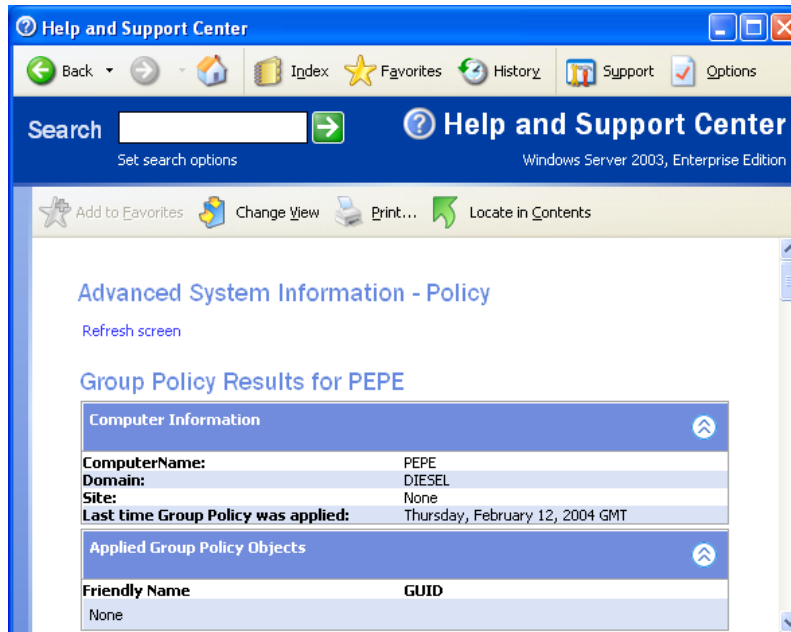 Help and Support Center
Back Index Favorites History Support Options
Search Help and Support Center
Set search options Windows Server 2003, Enterprise Edition
Add to Favorites Change View Print... Locate in Contents
Advanced System Information - Policy
Refresh screen
Group Policy Results for PEPE
Computer Information
ComputerName: PEPE
Domain: DIESEL
Site: None
Last time Group Policy was applied: Thursday, February 12, 2004 GMT
Applied Group Policy Objects
Friendly Name GUID
None